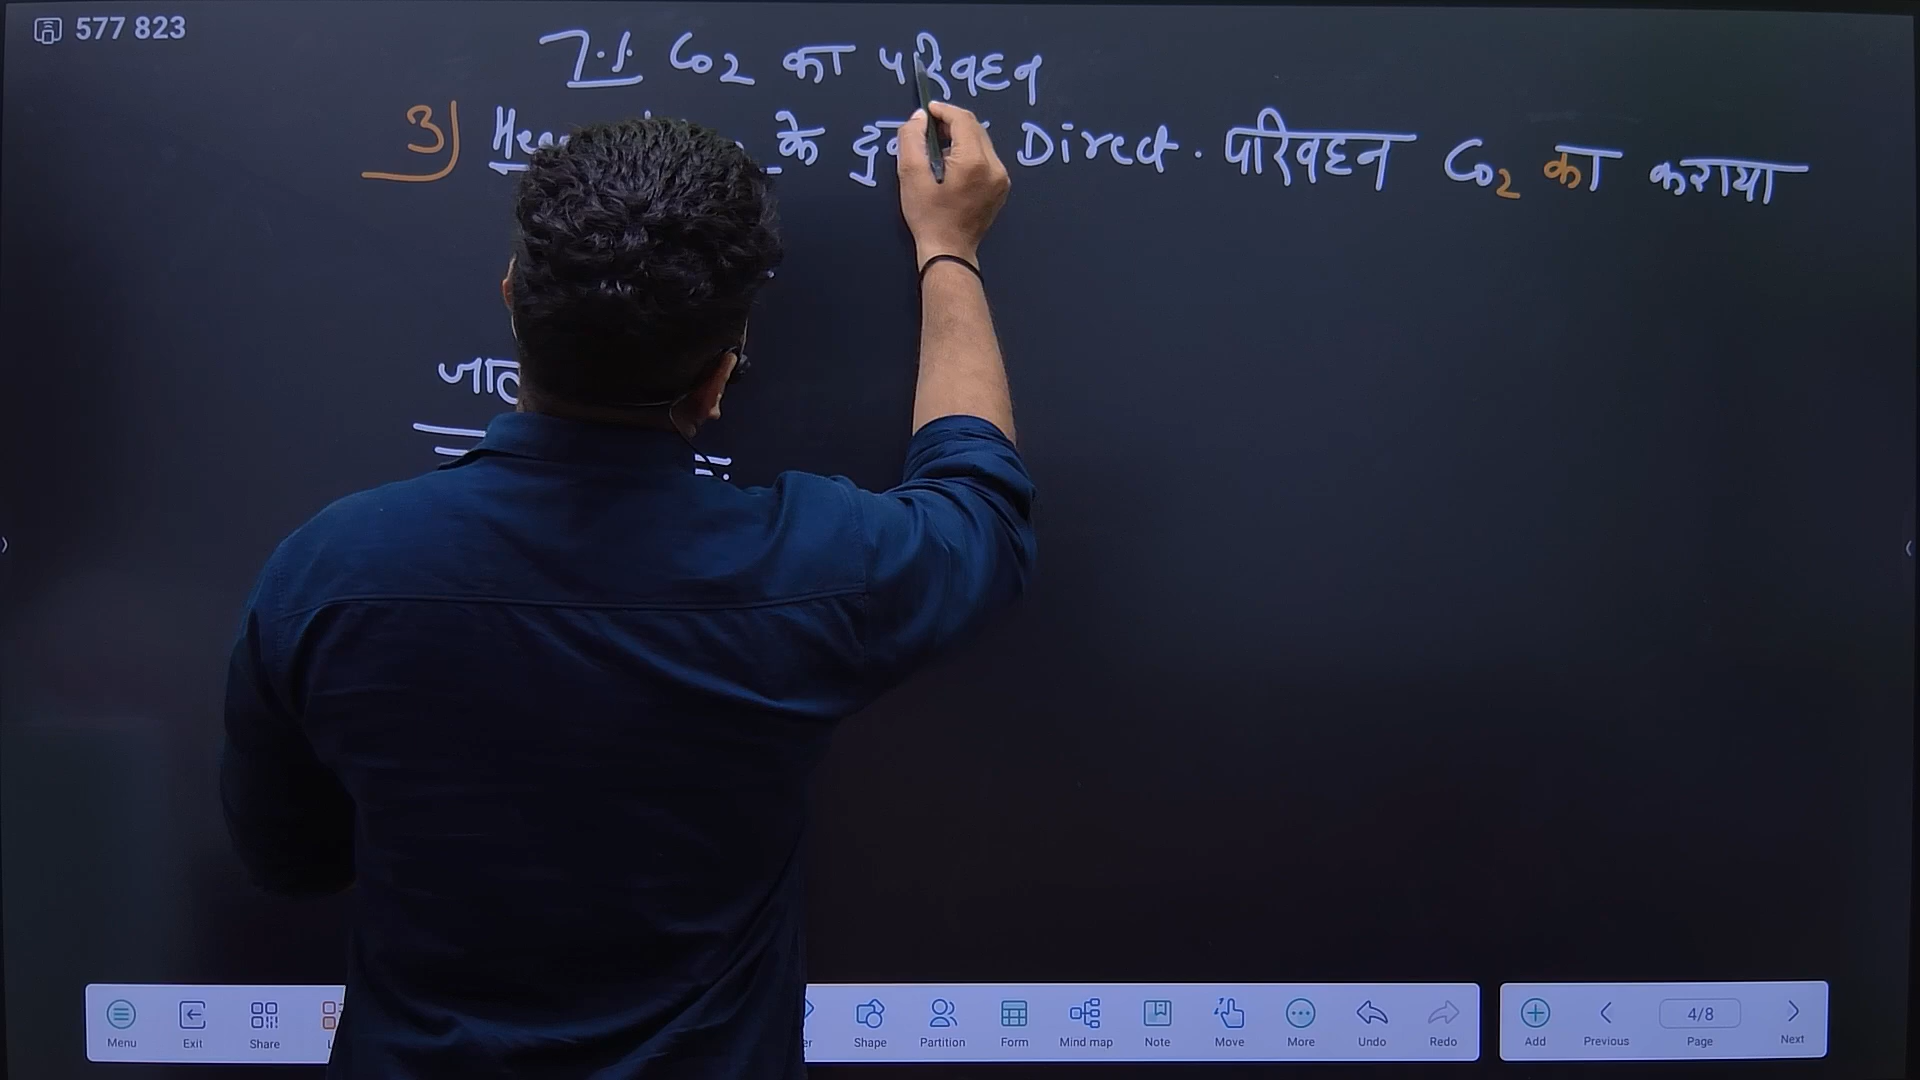 577 823
7.1. CO2 का परिवहन
3) के Direct. परिवहन CO2 का कराया
Menu Exit Share Shape Partition Form Mind map Note Move More Undo Redo Add Previous 4/8 Page Next